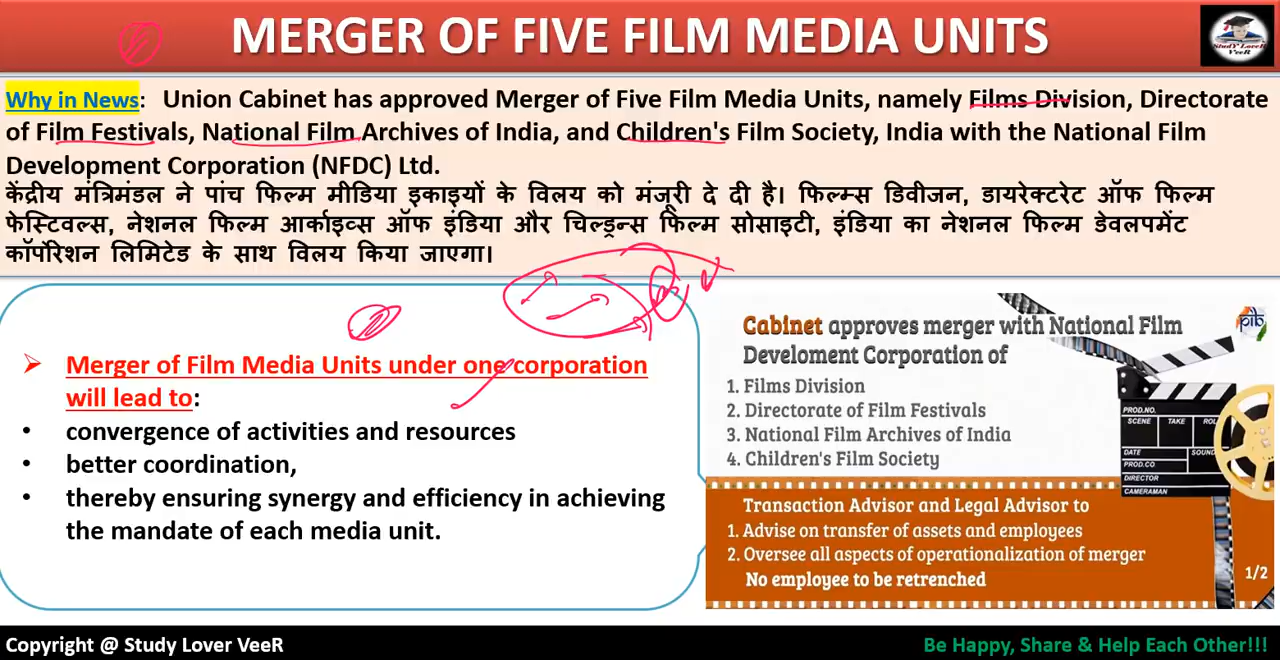 MERGER OF FIVE FILM MEDIA UNITS
StudY LoveR
VeeR
Why in News: Union Cabinet has approved Merger of Five Film Media Units, namely Films Division, Directorate
of Film Festivals, National Film Archives of India, and Children's Film Society, India with the National Film
Development Corporation (NFDC) Ltd.
केंद्रीय मंत्रिमंडल ने पांच फिल्म मीडिया इकाइयों के विलय को मंजूरी दे दी है। फिल्म्स डिवीजन, डायरेक्टरेट ऑफ फिल्म
फेस्टिवल्स, नेशनल फिल्म आर्काइव्स ऑफ इंडिया और चिल्ड्रन्स फिल्म सोसाइटी, इंडिया का नेशनल फिल्म डेवलपमेंट
कॉर्पोरेशन लिमिटेड के साथ विलय किया जाएगा।
Merger of Film Media Units under one corporation
will lead to:
• convergence of activities and resources
• better coordination,
• thereby ensuring synergy and efficiency in achieving
the mandate of each media unit.
Cabinet approves merger with National Film
Develoment Corporation of
1. Films Division
2. Directorate of Film Festivals
3. National Film Archives of India
4. Children's Film Society
pib
PROD.NO.
SCENE TAKE ROL
DATE SOUND
PROD.CO
DIRECTOR
CAMERAMAN
Transaction Advisor and Legal Advisor to
1. Advise on transfer of assets and employees
2. Oversee all aspects of operationalization of merger
No employee to be retrenched
1/2
Copyright @ Study Lover VeeR
Be Happy, Share & Help Each Other!!!